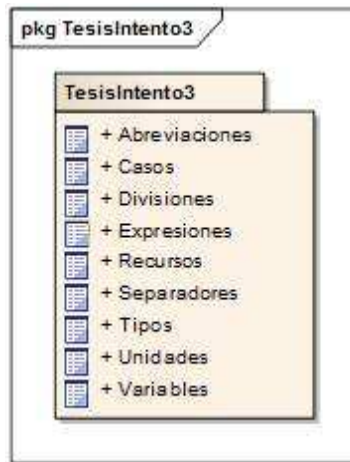 pkg TesisIntento3
TesisIntento3
+ Abreviaciones
+ Casos
+ Divisiones
+ Expresiones
+ Recursos
+ Separadores
+ Tipos
+ Unidades
+ Variables